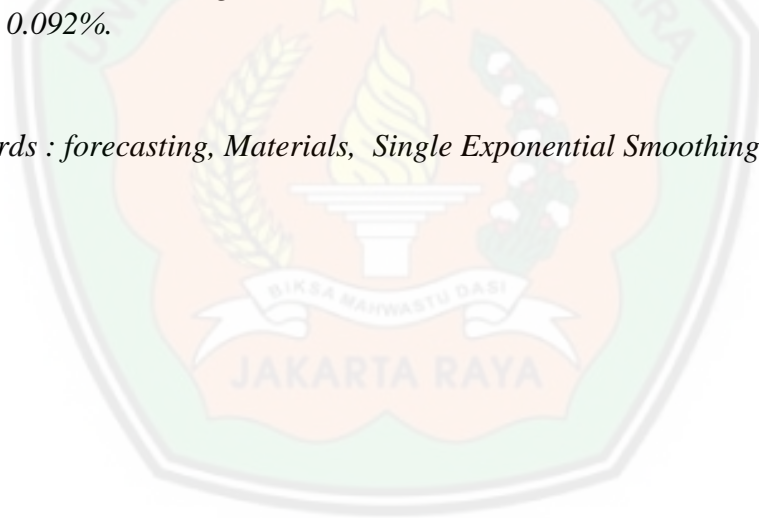 0.092%.
rds : forecasting, Materials, Single Exponential Smoothing
BIKSA MAHWASTU DASI
JAKARTA RAYA